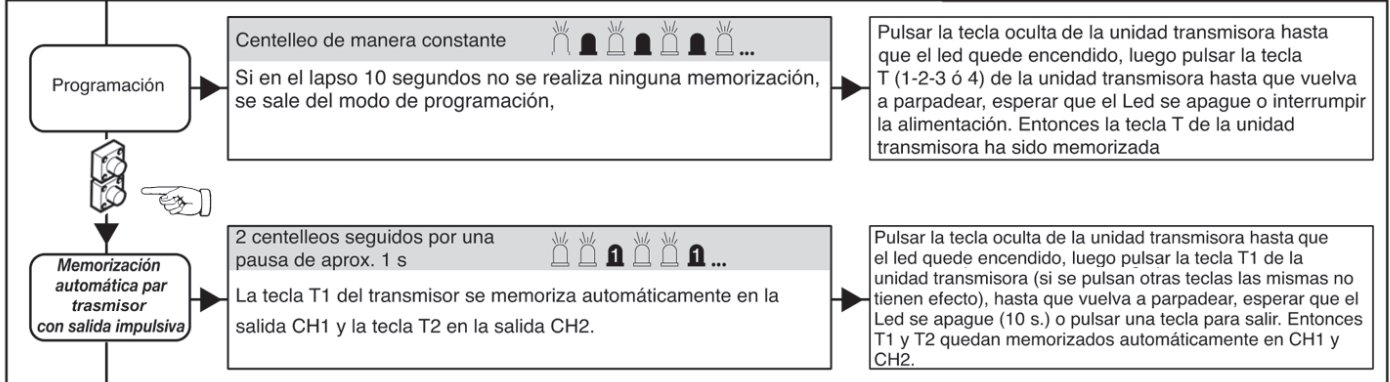 Programación
Centelleo de manera constante
...
Si en el lapso 10 segundos no se realiza ninguna memorización,
se sale del modo de programación,
Pulsar la tecla oculta de la unidad transmisora hasta
que el led quede encendido, luego pulsar la tecla
T (1-2-3 ó 4) de la unidad transmisora hasta que vuelva
a parpadear, esperar que el Led se apague o interrumpir
la alimentación. Entonces la tecla T de la unidad
transmisora ha sido memorizada
Memorización
automática par
trasmisor
con salida impulsiva
2 centelleos seguidos por una
pausa de aprox. 1 s
1 1 ...
La tecla T1 del transmisor se memoriza automáticamente en la
salida CH1 y la tecla T2 en la salida CH2.
Pulsar la tecla oculta de la unidad transmisora hasta que
el led quede encendido, luego pulsar la tecla T1 de la
unidad transmisora (si se pulsan otras teclas las mismas no
tienen efecto), hasta que vuelva a parpadear, esperar que el
Led se apague (10 s.) o pulsar una tecla para salir. Entonces
T1 y T2 quedan memorizados automáticamente en CH1 y
CH2.